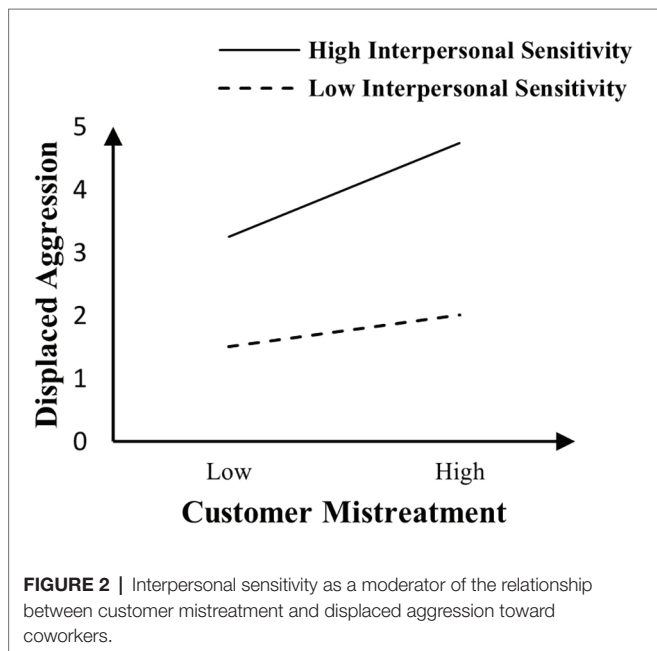 High Interpersonal Sensitivity
Low Interpersonal Sensitivity
Displaced Aggression
5
4
3
2
1
0
Low High
Customer Mistreatment
FIGURE 2 | Interpersonal sensitivity as a moderator of the relationship
between customer mistreatment and displaced aggression toward
coworkers.